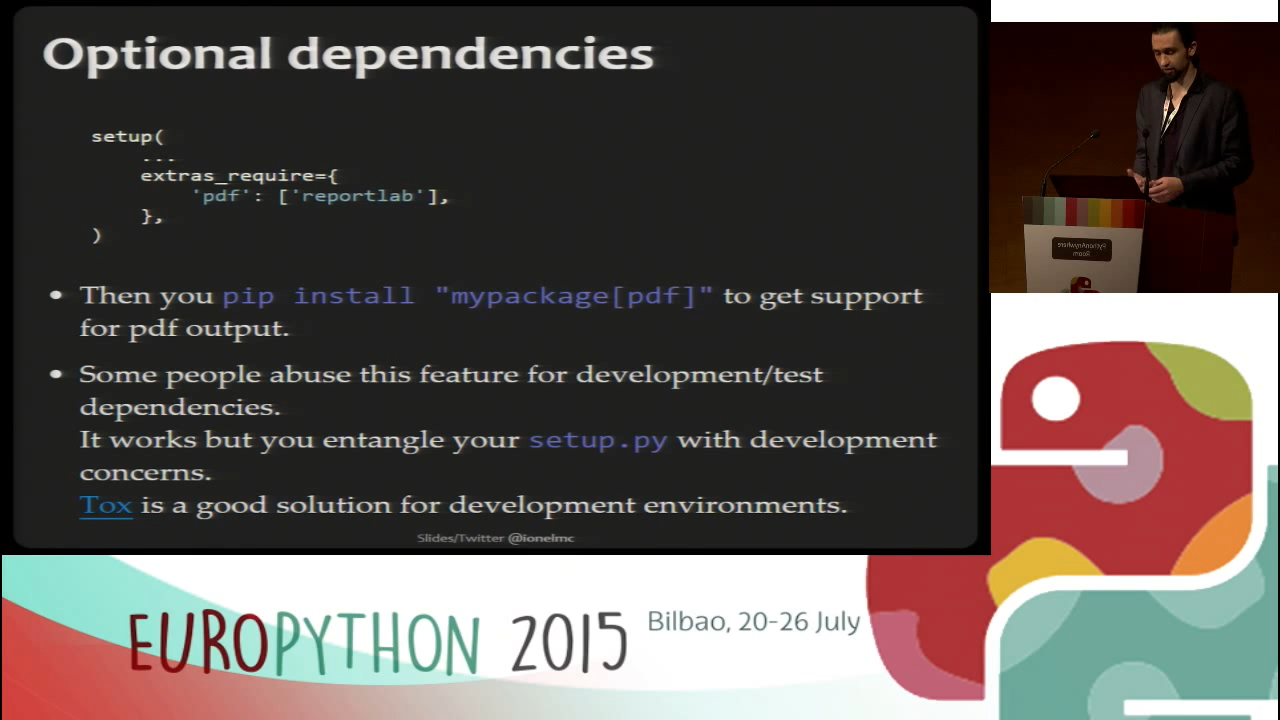 Optional dependencies
setup(
...
extras_require={
'pdf': ['reportlab'],
},
)
• Then you pip install "mypackage[pdf]" to get support
for pdf output.
• Some people abuse this feature for development/test
dependencies.
It works but you entangle your setup.py with development
concerns.
Tox is a good solution for development environments.
Slides/Twitter @ionelmc
PythonAnywhere
Room
EUROPYTHON 2015
Bilbao, 20-26 July